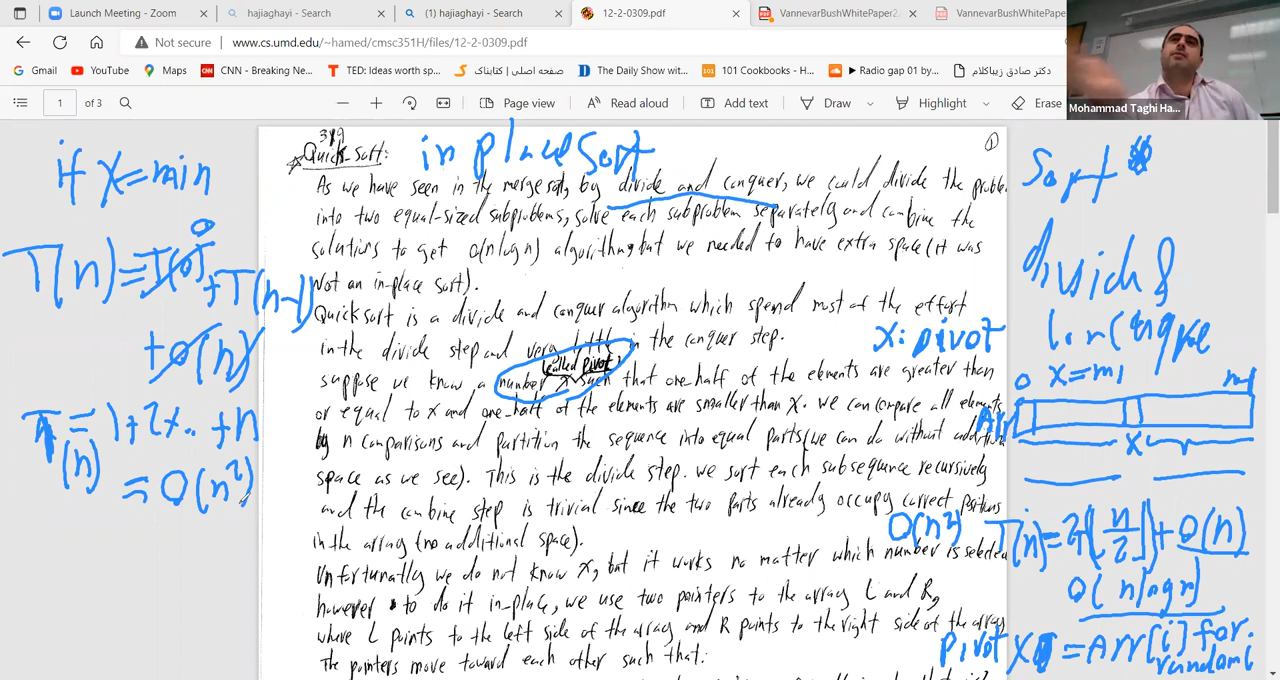 Launch Meeting - Zoom
hajiaghayi - Search
(1) hajiaghayi - Search
12-2-0309.pdf
VannevarBushWhitePaper2
VannevarBushWhitePape
Not secure
www.cs.umd.edu/~hamed/cmsc351H/files/12-2-0309.pdf
Gmail
YouTube
Maps
CNN - Breaking Ne...
TED: Ideas worth sp...
صفحه اصلی | کتابناک
The Daily Show wit...
101 Cookbooks - H...
Radio gap 01 by...
دکتر صادق زیباکلام
1 of 3
Page view
Read aloud
Add text
Draw
Highlight
Erase
Mohammad Taghi Ha...
in place Sort
Quick-sort:
①
As we have seen in the mergesort, by divide and conquer, we could divide the proble
into two equal-sized subproblems, solve each subproblem separately and combine the
solutions to get O(nlogn) algorithm, but we needed to have extra space (it was
Not an in-place sort).
Quicksort is a divide and conquer algorithm which spend most of the effort
in the divide step and very little in the conquer step.
suppose we know a number x (called pivot) such that one-half of the elements are greater than
or equal to x and one-half of the elements are smaller than x. we can compare all elements
by n comparisons and partition the sequence into equal parts (we can do without addition
space as we see). This is the divide step. we sort each subsequence recursively
and the combine step is trivial since the two parts already occupy correct positions
in the array (no additional space).
Unfortunally we do not know x, but it works no matter which number is selected
however to do it in-place, we use two pointers to the array L and R,
where L points to the left side of the array and R points to the right side of the array
The pointers move toward each other such that:
if X=min
T(n)=T(0) 0
+T(n-1)
+O(n)
T(n)=1+2+..+n
=O(n²)
Sort
divide &
x: pivot
x=m
0
n-1
Arr
x
O(n²)
T(n)=2T(n/2)+O(n)
O(n log n)
pivot X =Arr[i] for
random i